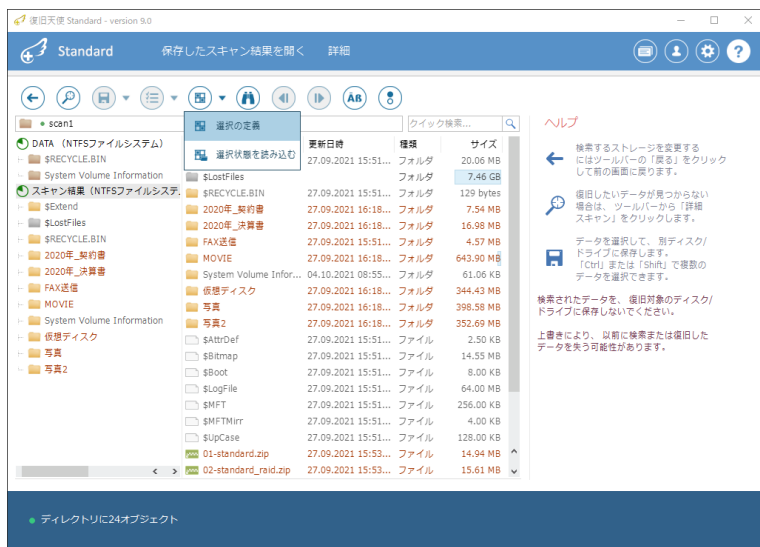 復旧天使 Standard - version 9.0
Standard
保存したスキャン結果を開く
詳細
AB
scan1
選択の定義
選択状態を読み込む
クイック検索...
更新日時 種類 サイズ
DATA （NTFSファイルシステム）
$RECYCLE.BIN
System Volume Information
スキャン結果（NTFSファイルシステ.
$Extend
$LostFiles
$RECYCLE.BIN
2020年_契約書
2020年_決算書
FAX送信
MOVIE
System Volume Information
仮想ディスク
写真
写真2
27.09.2021 15:51... フォルダ 20.06 MB
$LostFiles フォルダ 7.46 GB
$RECYCLE.BIN 27.09.2021 15:51... フォルダ 129 bytes
2020年_契約書 27.09.2021 16:18... フォルダ 7.54 MB
2020年_決算書 27.09.2021 16:18... フォルダ 16.98 MB
FAX送信 27.09.2021 15:51... フォルダ 4.57 MB
MOVIE 27.09.2021 16:18... フォルダ 643.90 MB
System Volume Infor... 04.10.2021 08:55... フォルダ 61.06 KB
仮想ディスク 27.09.2021 16:18... フォルダ 344.43 MB
写真 27.09.2021 16:18... フォルダ 398.58 MB
写真2 27.09.2021 16:18... フォルダ 352.69 MB
$AttrDef 27.09.2021 15:51... ファイル 2.50 KB
$Bitmap 27.09.2021 15:51... ファイル 14.55 MB
$Boot 27.09.2021 15:51... ファイル 8.00 KB
$LogFile 27.09.2021 15:51... ファイル 64.00 MB
$MFT 27.09.2021 15:51... ファイル 256.00 KB
$MFTMirr 27.09.2021 15:51... ファイル 4.00 KB
$UpCase 27.09.2021 15:51... ファイル 128.00 KB
01-standard.zip 27.09.2021 15:53... ファイル 14.94 MB
02-standard_raid.zip 27.09.2021 15:53... ファイル 15.61 MB
ヘルプ
検索するストレージを変更する
にはツールバーの「戻る」をクリック
して前の画面に戻ります。
復旧したいデータが見つからない
場合は、 ツールバーから「詳細
スキャン」をクリックします。
データを選択して、 別ディスク/
ドライブに保存します。
「Ctrl」または「Shift」で複数の
データを選択できます。
検索されたデータを、 復旧対象のディスク/
ドライブに保存しないでください。
上書きにより、 以前に検索または復旧した
データを失う可能性があります。
ディレクトリに24オブジェクト